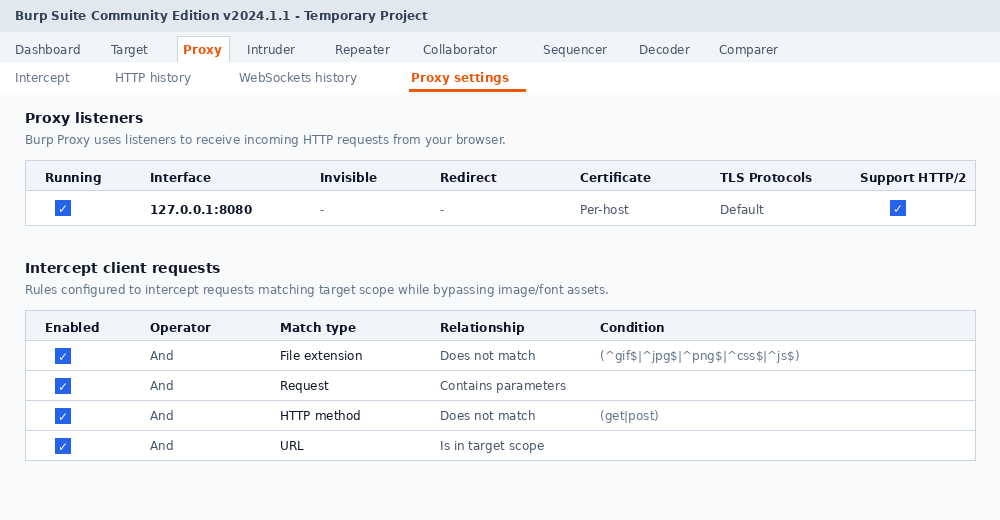 Burp Suite Community Edition v2024.1.1 - Temporary Project
Dashboard Target Proxy Intruder Repeater Collaborator Sequencer Decoder Comparer
Intercept HTTP history WebSockets history Proxy settings
Proxy listeners
Burp Proxy uses listeners to receive incoming HTTP requests from your browser.
Running Interface Invisible Redirect Certificate TLS Protocols Support HTTP/2
✓ 127.0.0.1:8080 - - Per-host Default ✓
Intercept client requests
Rules configured to intercept requests matching target scope while bypassing image/font assets.
Enabled Operator Match type Relationship Condition
✓ And File extension Does not match (^gif$|^jpg$|^png$|^css$|^js$)
✓ And Request Contains parameters
✓ And HTTP method Does not match (get|post)
✓ And URL Is in target scope